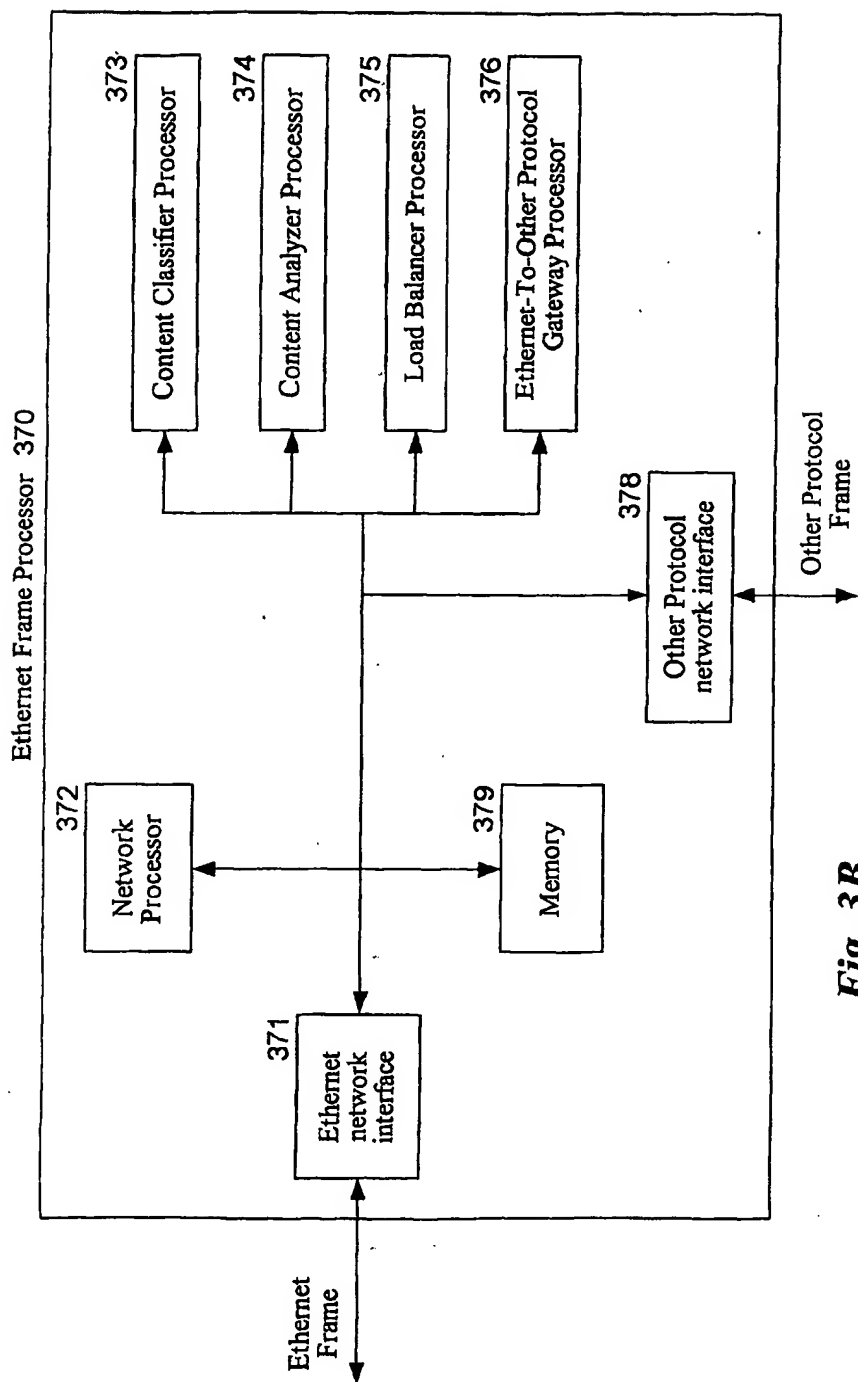 Ethernet Frame Processor 370
372
Network
Processor
373
Content Classifier Processor
374
Content Analyzer Processor
375
Load Balancer Processor
376
Ethernet-To-Other Protocol
Gateway Processor
Ethernet
Frame
371
Ethernet
network
interface
379
Memory
378
Other Protocol
network interface
Other Protocol
Frame
Fig. 3B